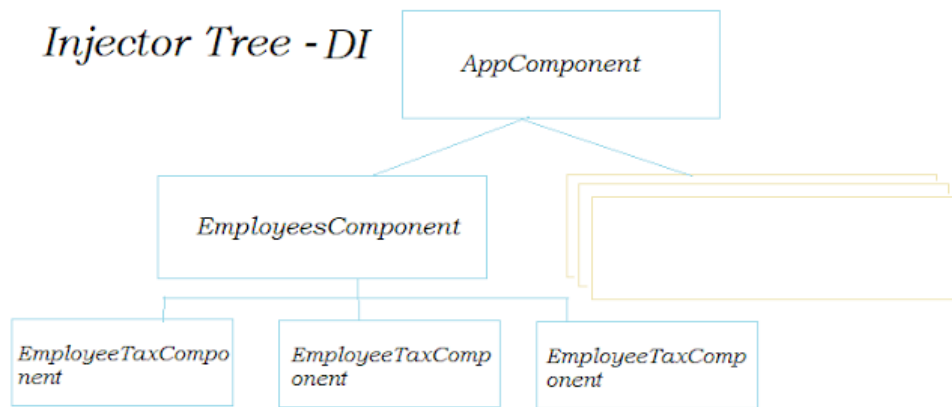 Injector Tree - DI
AppComponent
EmployeesComponent
EmployeeTaxCompo
nent
EmployeeTaxComp
onent
EmployeeTaxComp
onent